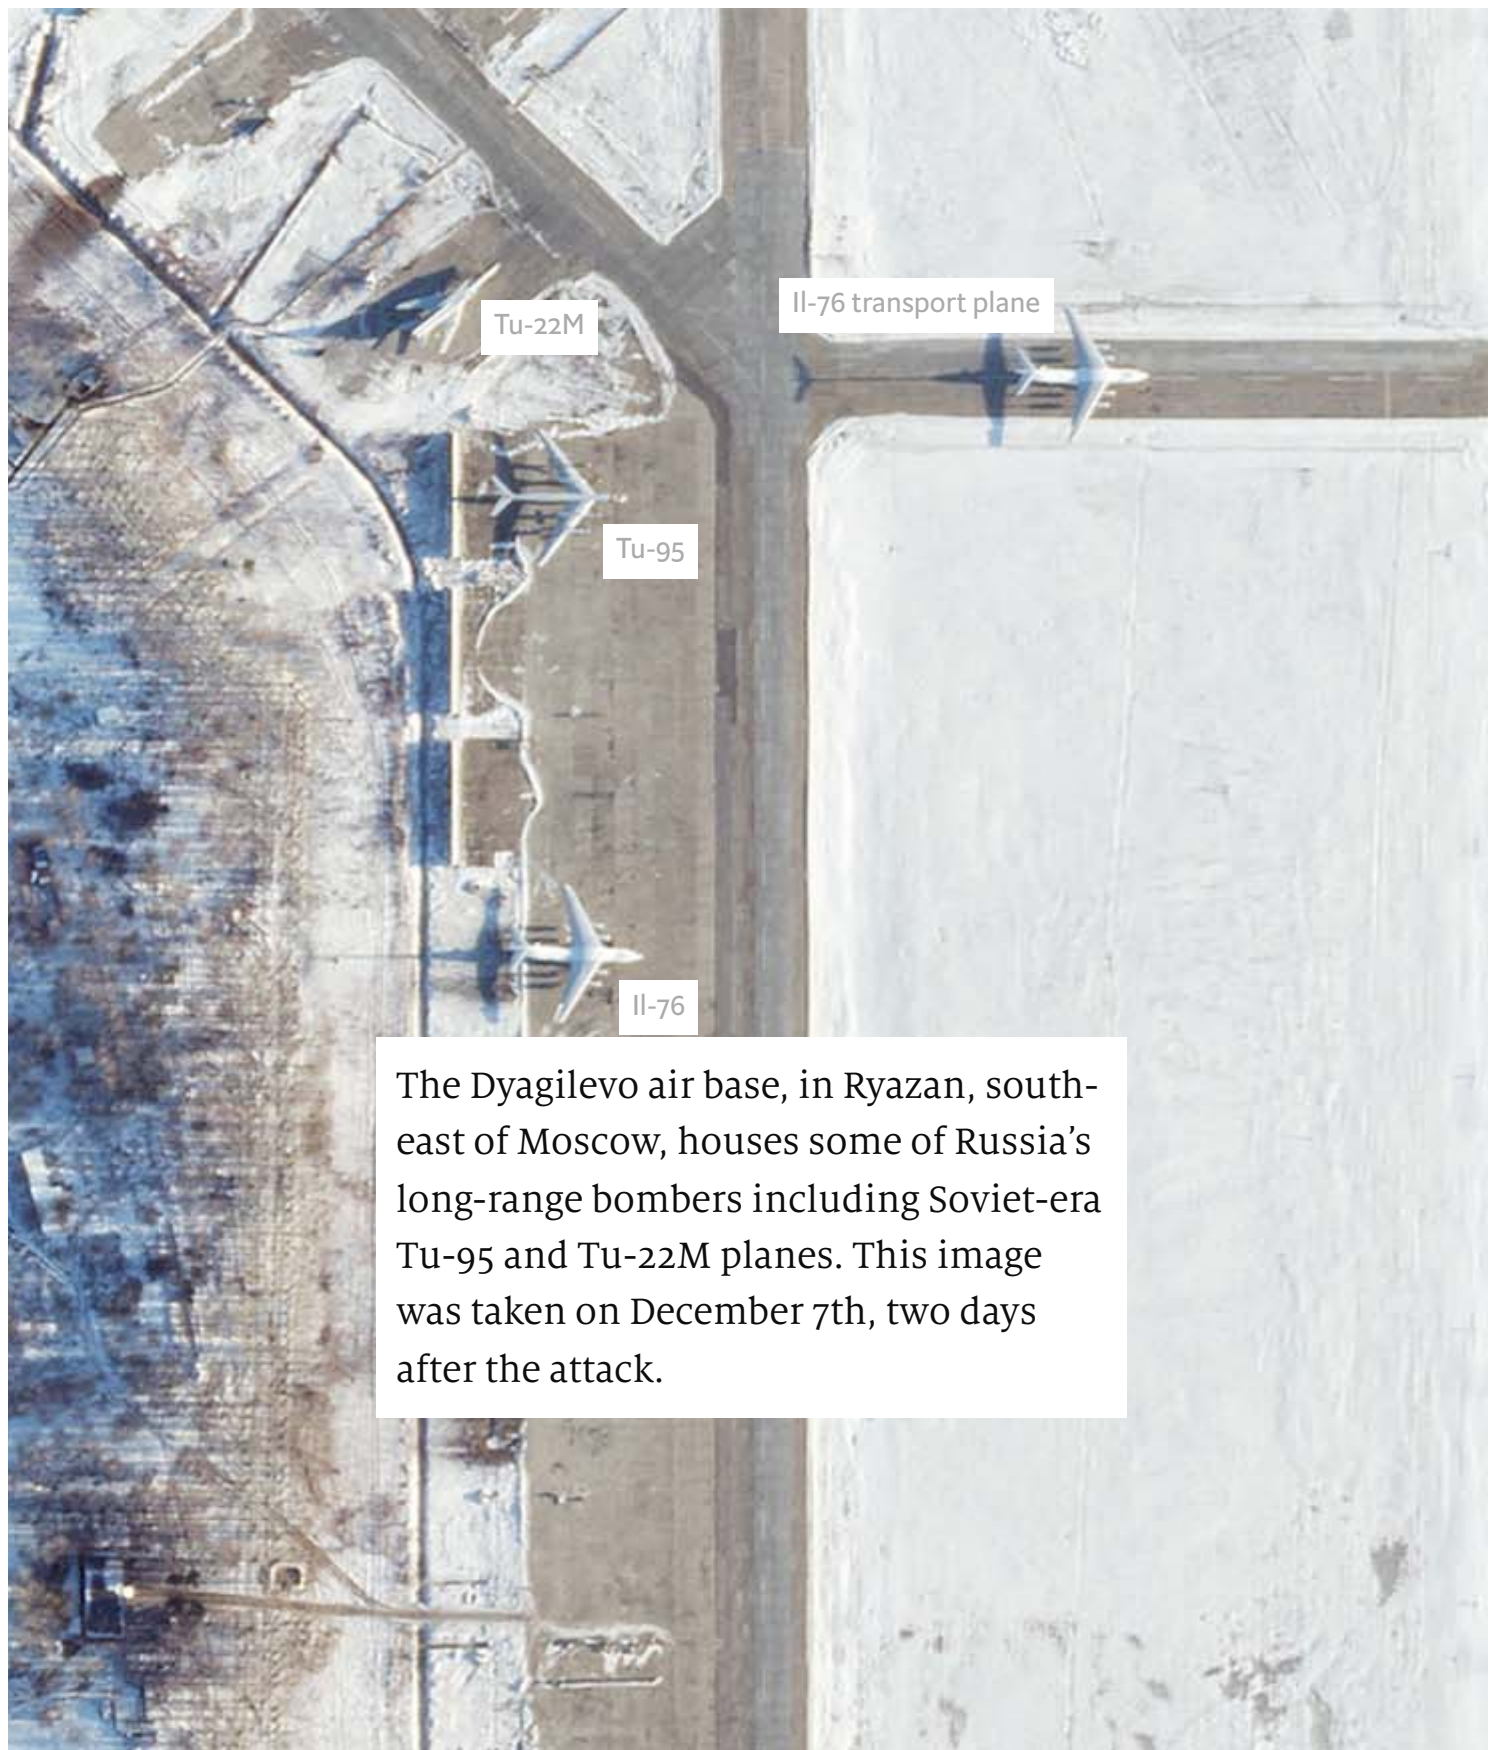 Il-76 transport plane
Tu-22M
Tu-95
Il-76
The Dyagilevo air base, in Ryazan, south-
east of Moscow, houses some of Russia’s
long-range bombers including Soviet-era
Tu-95 and Tu-22M planes. This image
was taken on December 7th, two days
after the attack.